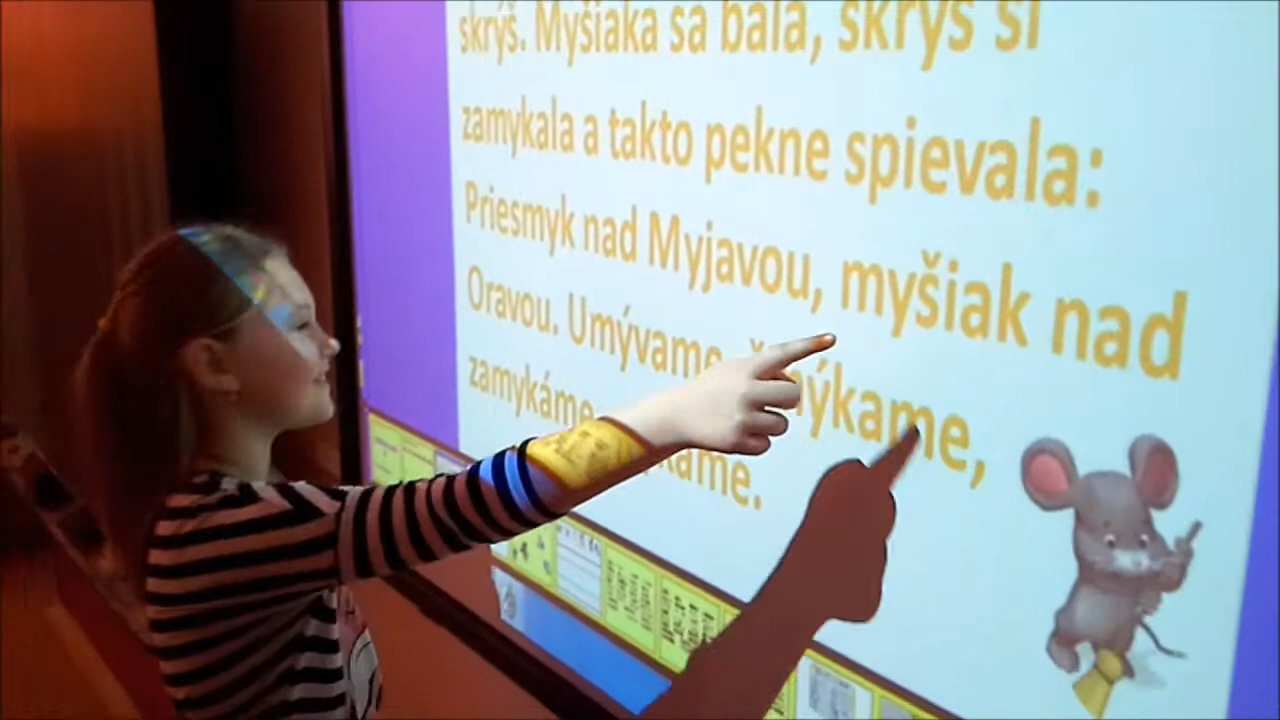 skrýš. Myšiaka sa bála, skrýš si
zamykala a takto pekne spievala:
Priesmyk nad Myjavou, myšiak nad
Oravou. Umývame,
zamykáme